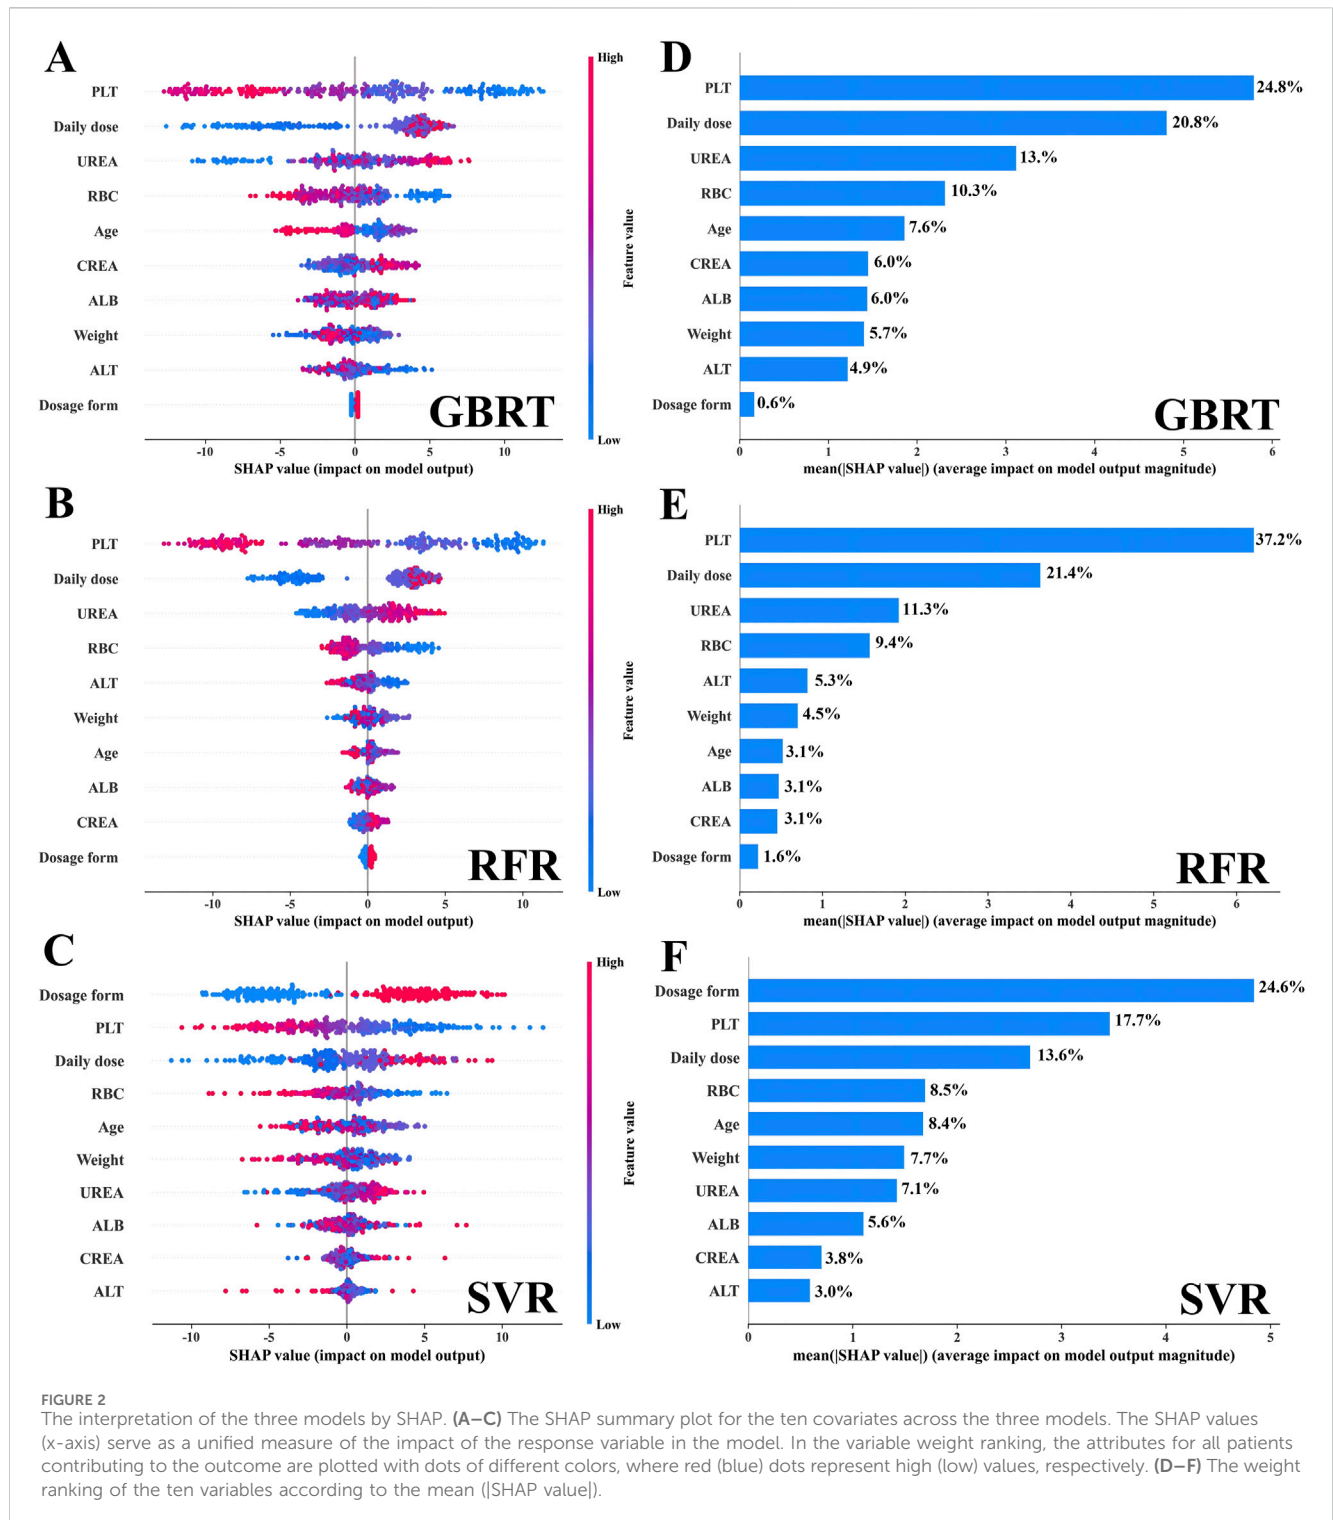 A
High
PLT
Daily dose
UREA
RBC
Age
CREA
ALB
Weight
ALT
Dosage form
GBRT
Feature value
Low
-10 -5 0 5 10
SHAP value (impact on model output)
D
PLT 24.8%
Daily dose 20.8%
UREA 13.%
RBC 10.3%
Age 7.6%
CREA 6.0%
ALB 6.0%
Weight 5.7%
ALT 4.9%
Dosage form 0.6%
GBRT
0 1 2 3 4 5 6
mean(|SHAP value|) (average impact on model output magnitude)
B
High
PLT
Daily dose
UREA
RBC
ALT
Weight
Age
ALB
CREA
Dosage form
RFR
Feature value
Low
-10 -5 0 5 10
SHAP value (impact on model output)
E
PLT 37.2%
Daily dose 21.4%
UREA 11.3%
RBC 9.4%
ALT 5.3%
Weight 4.5%
Age 3.1%
ALB 3.1%
CREA 3.1%
Dosage form 1.6%
RFR
0 1 2 3 4 5 6
mean(|SHAP value|) (average impact on model output magnitude)
C
High
Dosage form
PLT
Daily dose
RBC
Age
Weight
UREA
ALB
CREA
ALT
SVR
Feature value
Low
-10 -5 0 5 10
SHAP value (impact on model output)
F
Dosage form 24.6%
PLT 17.7%
Daily dose 13.6%
RBC 8.5%
Age 8.4%
Weight 7.7%
UREA 7.1%
ALB 5.6%
CREA 3.8%
ALT 3.0%
SVR
0 1 2 3 4 5
mean(|SHAP value|) (average impact on model output magnitude)
FIGURE 2
The interpretation of the three models by SHAP. (A–C) The SHAP summary plot for the ten covariates across the three models. The SHAP values
(x-axis) serve as a unified measure of the impact of the response variable in the model. In the variable weight ranking, the attributes for all patients
contributing to the outcome are plotted with dots of different colors, where red (blue) dots represent high (low) values, respectively. (D–F) The weight
ranking of the ten variables according to the mean (|SHAP value|).